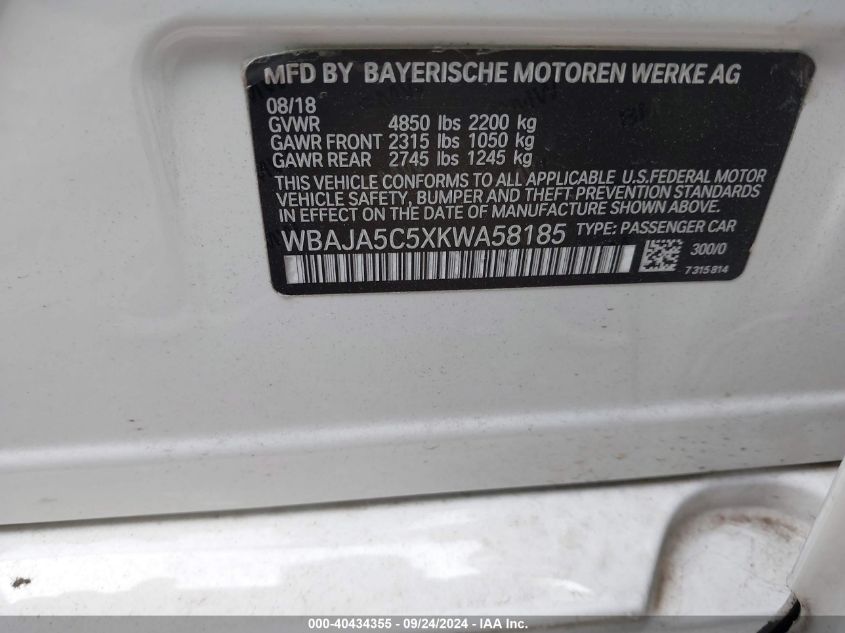 MFD BY BAYERISCHE MOTOREN WERKE AG
08/18
GVWR 4850 lbs 2200 kg
GAWR FRONT 2315 lbs 1050 kg
GAWR REAR 2745 lbs 1245 kg
THIS VEHICLE CONFORMS TO ALL APPLICABLE U.S.FEDERAL MOTOR
VEHICLE SAFETY, BUMPER AND THEFT PREVENTION STANDARDS
IN EFFECT ON THE DATE OF MANUFACTURE SHOWN ABOVE.
WBAJA5C5XKWA58185 TYPE: PASSENGER CAR
300/0
7315814
000-40434355 / 09/24/2024 - IAA Inc.